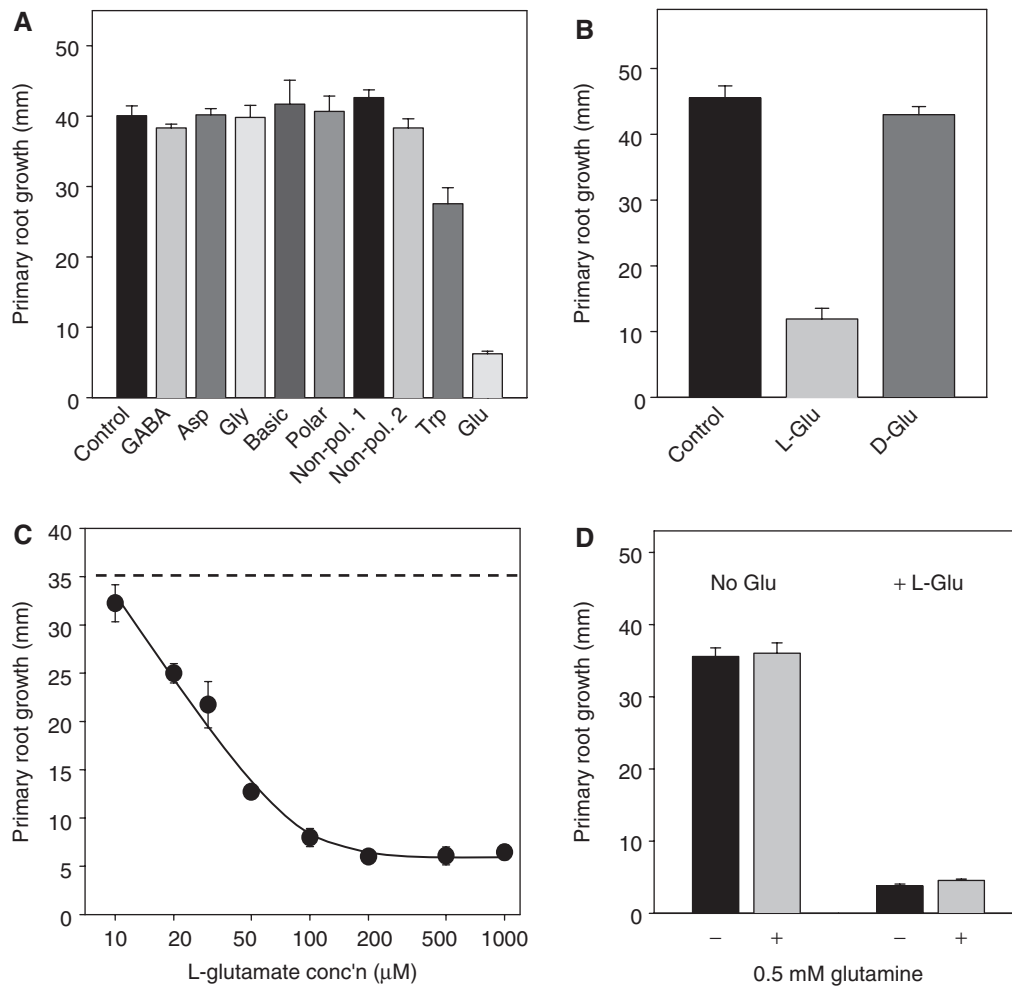 A
Primary root growth (mm)
50
40
30
20
10
0
Control
GABA
Asp
Gly
Basic
Polar
Non-pol. 1
Non-pol. 2
Trp
Glu
B
Primary root growth (mm)
50
40
30
20
10
0
Control
L-Glu
D-Glu
C
Primary root growth (mm)
40
35
30
25
20
15
10
5
0
10 20 50 100 200 500 1000
L-glutamate conc'n (μM)
D
Primary root growth (mm)
50
40
30
20
10
0
No Glu
+ L-Glu
− + − +
0.5 mM glutamine